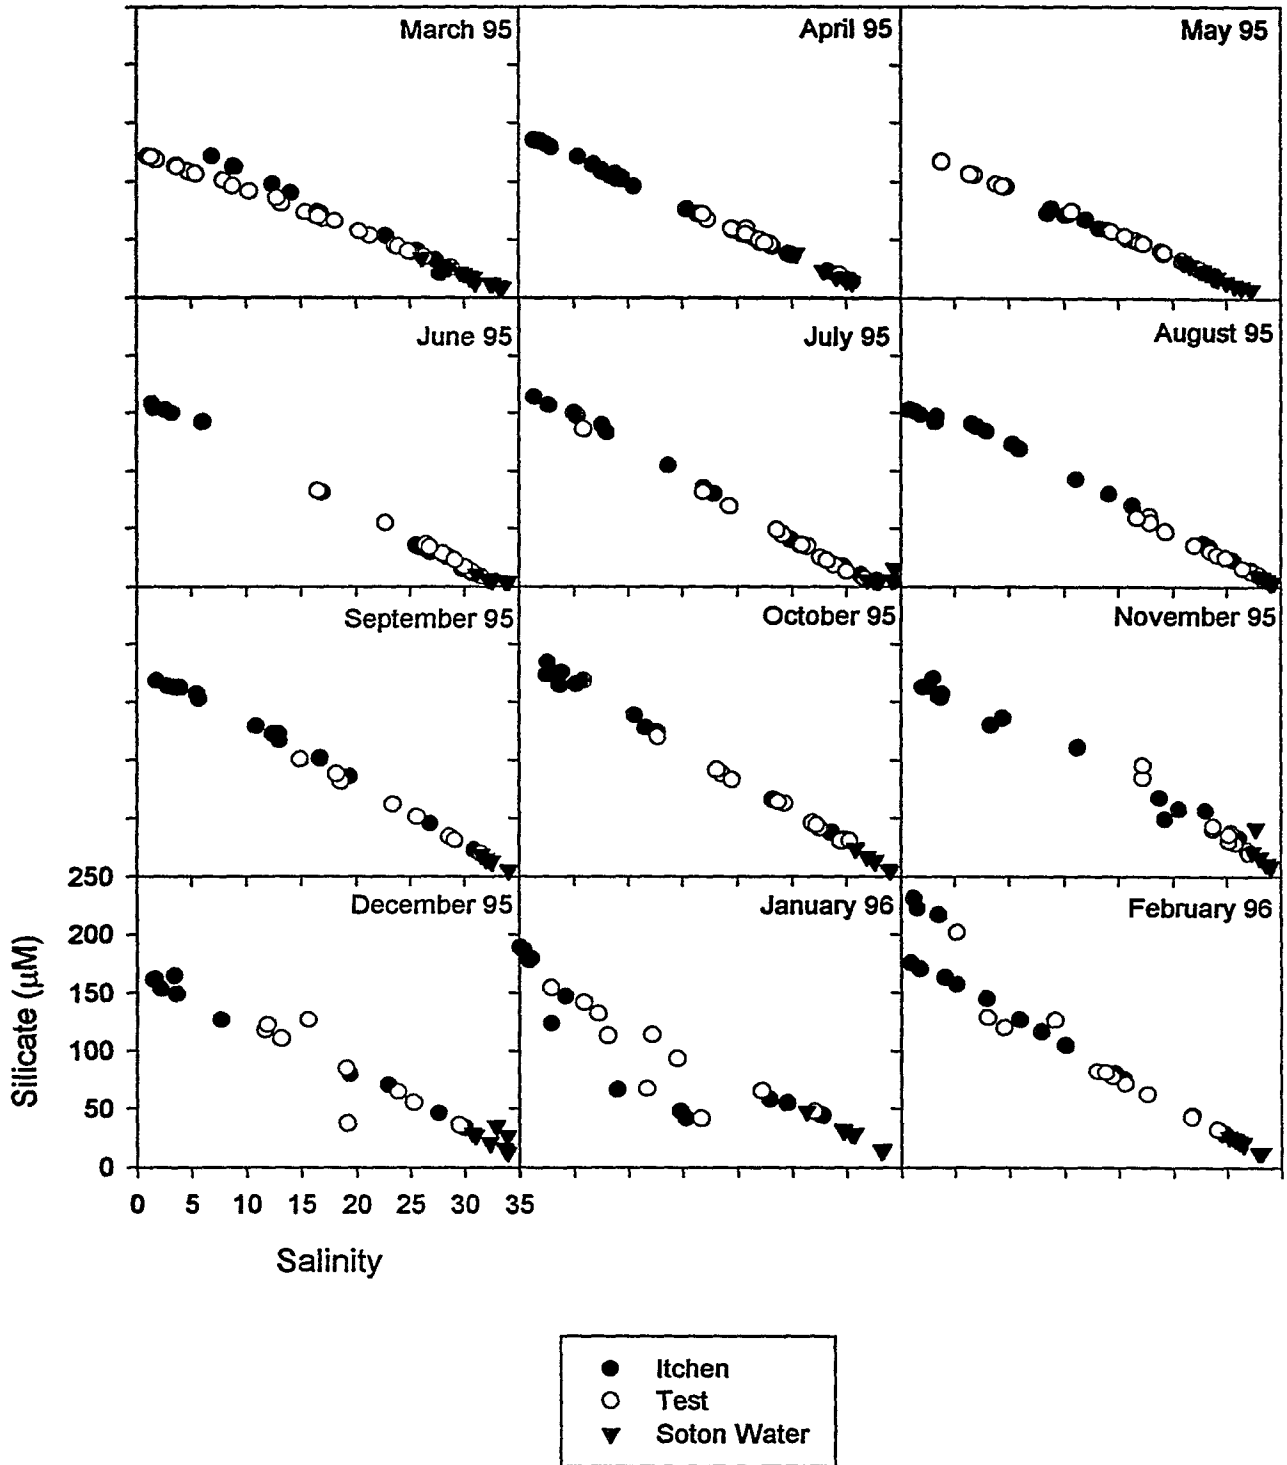 March 95
April 95
May 95
June 95
July 95
August 95
September 95
October 95
November 95
December 95
January 96
February 96
250
200
150
100
50
0
Silicate (µM)
0 5 10 15 20 25 30 35
Salinity
Itchen
Test
Soton Water